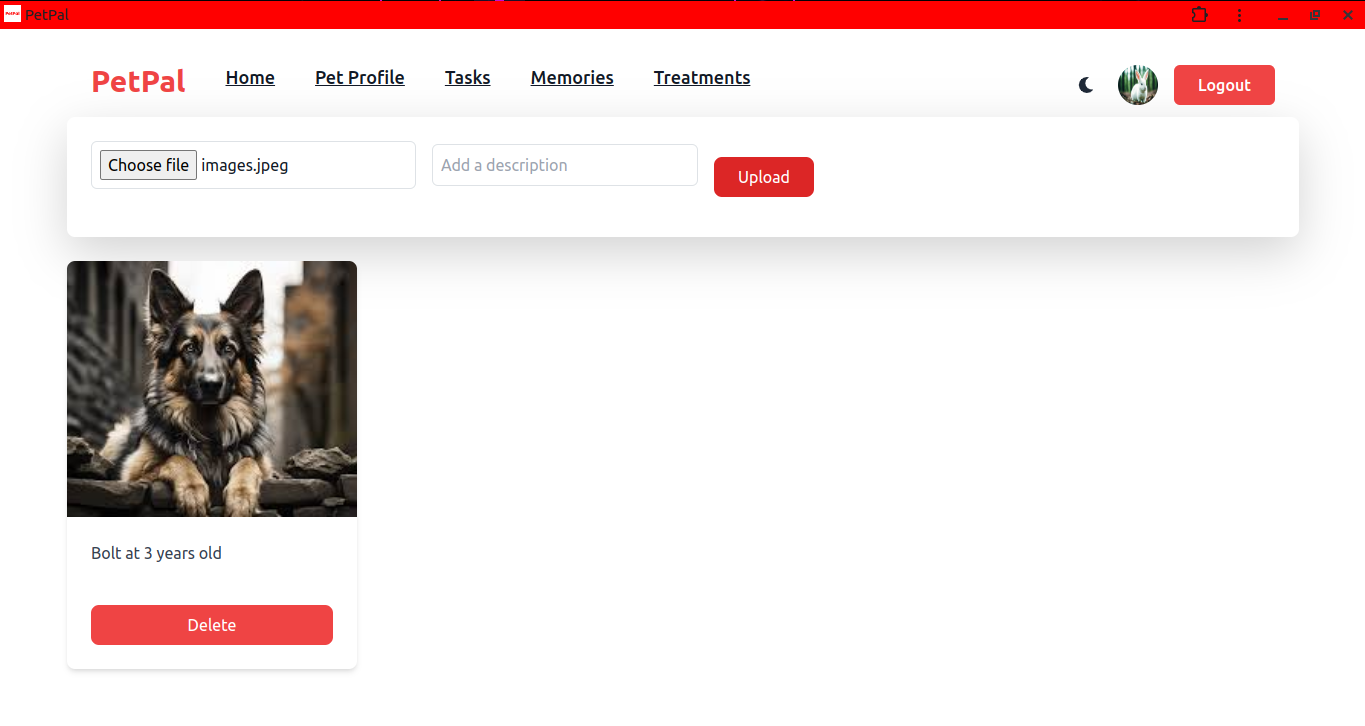 PetPal
PetPal Home Pet Profile Tasks Memories Treatments Logout
Choose file images.jpeg Add a description Upload
Bolt at 3 years old
Delete